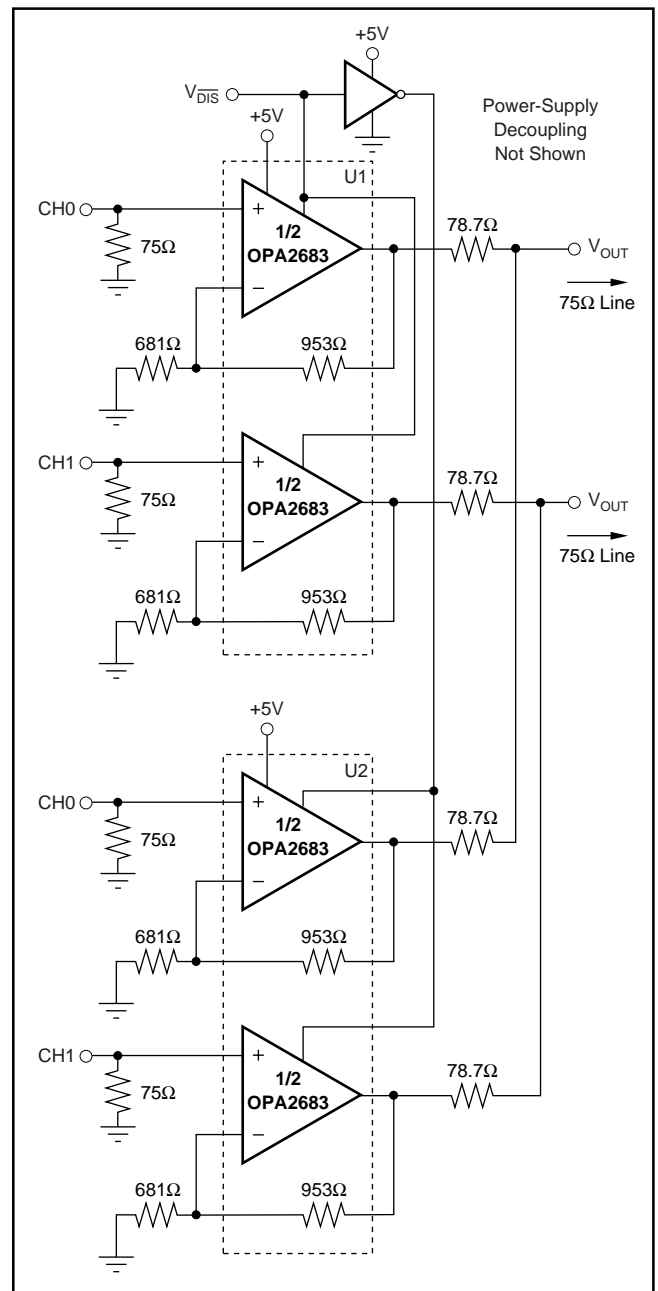 +5V
V_DIS
+5V
Power-Supply
Decoupling
Not Shown
U1
CH0
+
1/2
OPA2683
−
75Ω
78.7Ω
V_OUT
75Ω Line
681Ω
953Ω
CH1
+
1/2
OPA2683
−
75Ω
78.7Ω
V_OUT
75Ω Line
681Ω
953Ω
+5V
U2
CH0
+
1/2
OPA2683
−
75Ω
78.7Ω
681Ω
953Ω
CH1
+
1/2
OPA2683
−
75Ω
78.7Ω
681Ω
953Ω